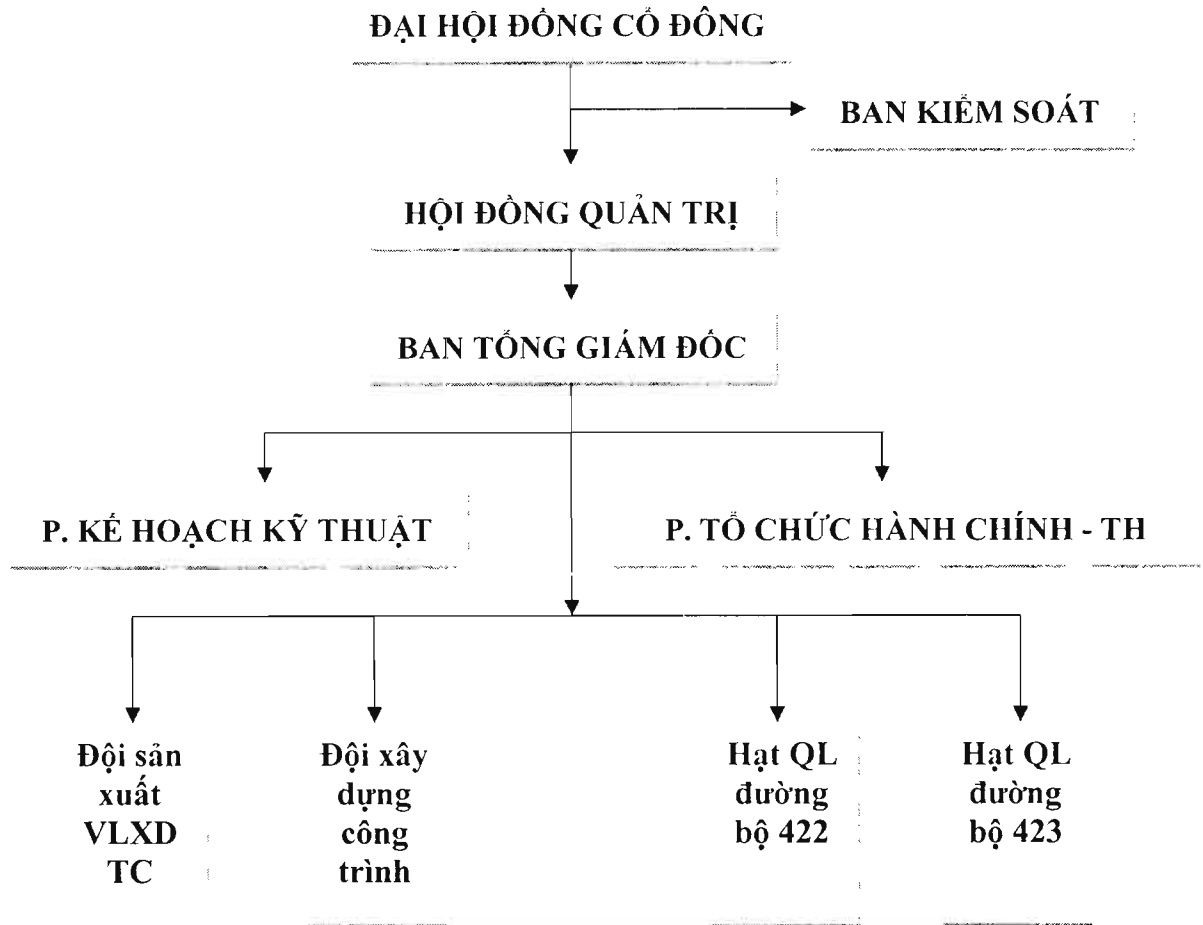 ĐẠI HỘI ĐỒNG CỔ ĐÔNG
BAN KIỂM SOÁT
HỘI ĐỒNG QUẢN TRỊ
BAN TỔNG GIÁM ĐỐC
P. KẾ HOẠCH KỸ THUẬT
P. TỔ CHỨC HÀNH CHÍNH - TH
Đội sản
xuất
VLXD
TC
Đội xây
dựng
công
trình
Hạt QL
đường
bộ 422
Hạt QL
đường
bộ 423